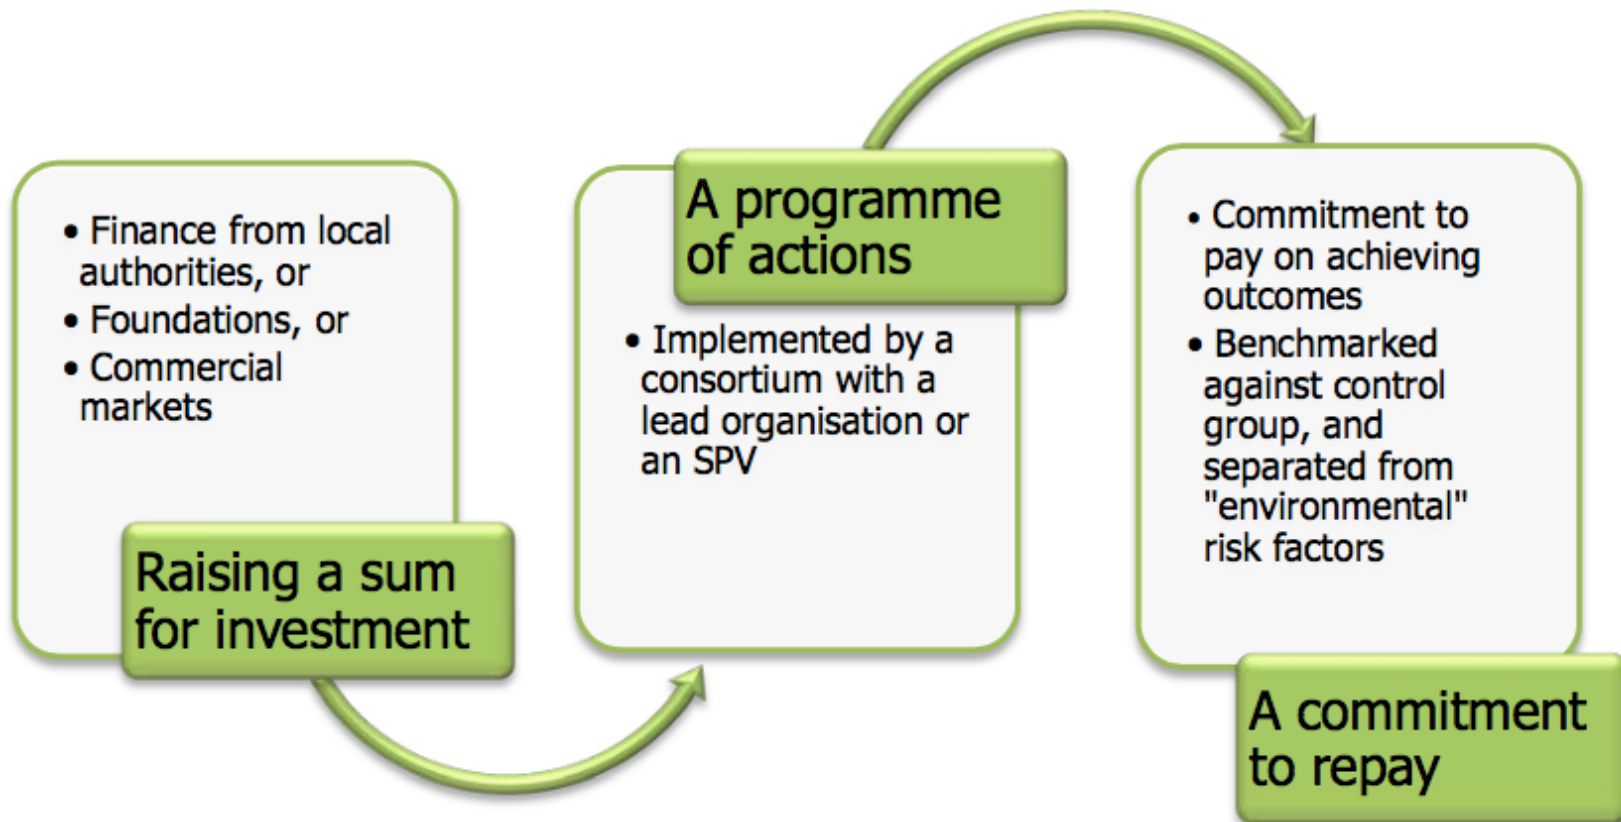 • Finance from local
authorities, or
• Foundations, or
• Commercial
markets
Raising a sum
for investment
A programme
of actions
• Implemented by a
consortium with a
lead organisation or
an SPV
• Commitment to
pay on achieving
outcomes
• Benchmarked
against control
group, and
separated from
"environmental"
risk factors
A commitment
to repay